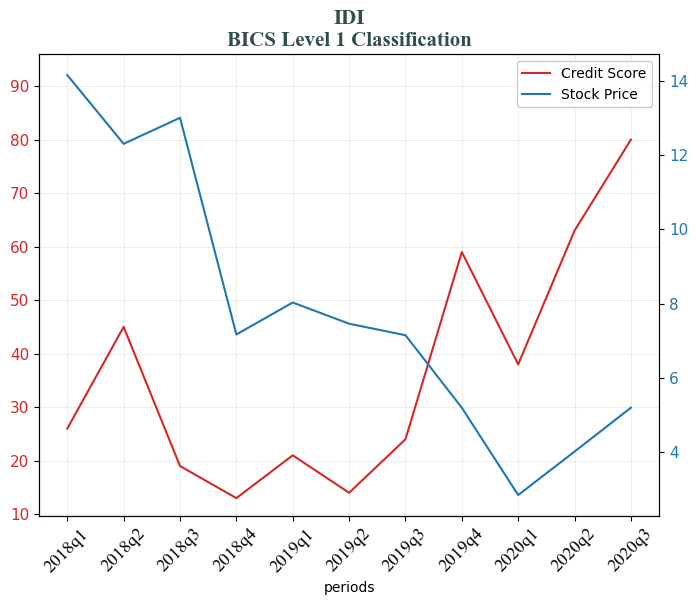 IDI
BICS Level 1 Classification
Credit Score
Stock Price
90
80
70
60
50
40
30
20
10
14
12
10
8
6
4
2018q1
2018q2
2018q3
2018q4
2019q1
2019q2
2019q3
2019q4
2020q1
2020q2
2020q3
periods